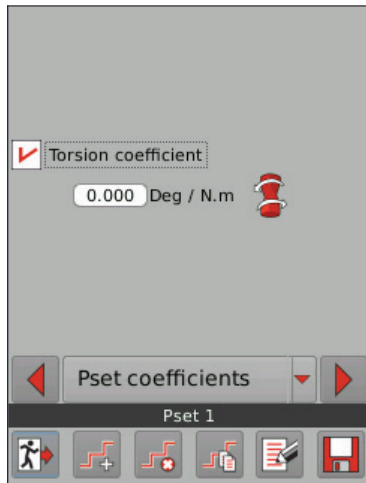 Torsion coefficient
0.000 Deg / N.m
Pset coefficients
Pset 1